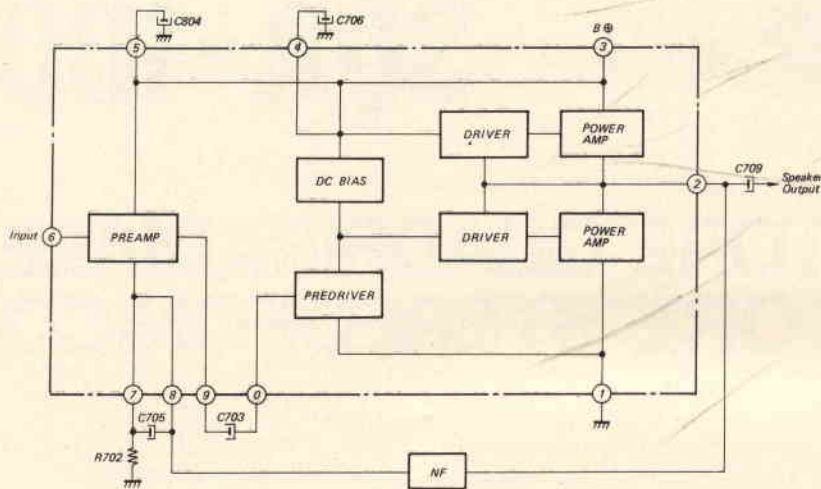 C804
C706
B ⊕
5
4
3
DRIVER
POWER
AMP
C709
DC BIAS
2
Speaker
Output
Input
6
PREAMP
DRIVER
POWER
AMP
PREDRIVER
7
8
9
0
1
C705
C703
R702
NF